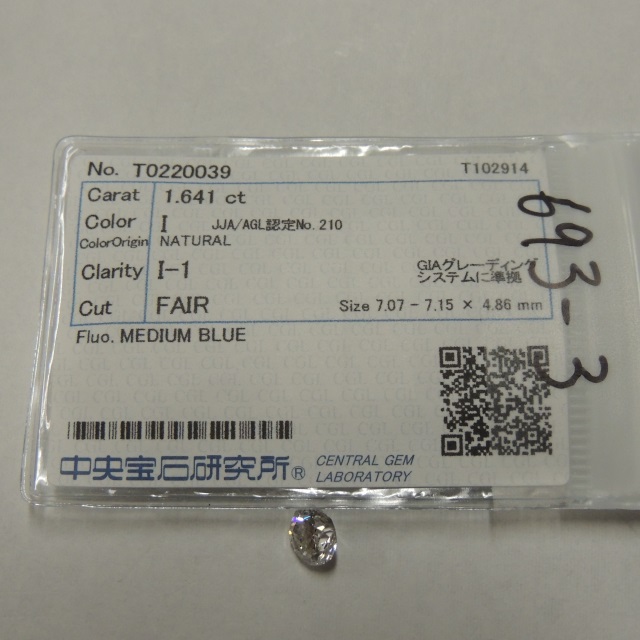 No. T0220039 T102914
Carat 1.641 ct
Color I JJA/AGL認定No.210
ColorOrigin NATURAL
Clarity I-1 GIAグレーディング
システムに準拠
Cut FAIR Size 7.07 - 7.15 × 4.86 mm
Fluo. MEDIUM BLUE
中央宝石研究所® CENTRAL GEM
LABORATORY
693-3